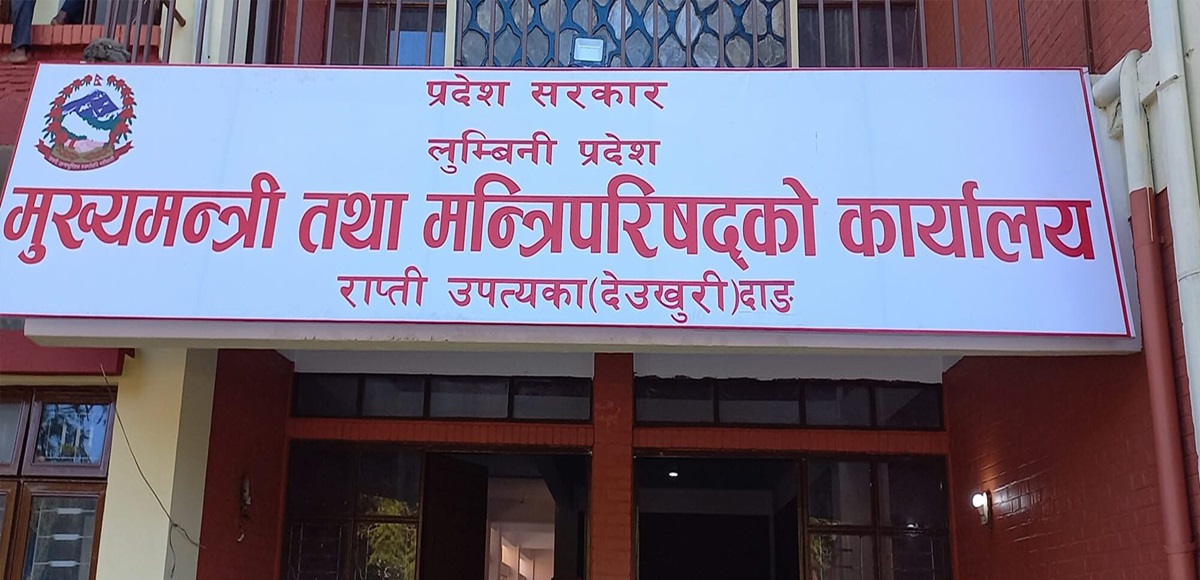 प्रदेश सरकार
लुम्बिनी प्रदेश
मुख्यमन्त्री तथा मन्त्रिपरिषद्को कार्यालय
राप्ती उपत्यका(देउखुरी)दाङ